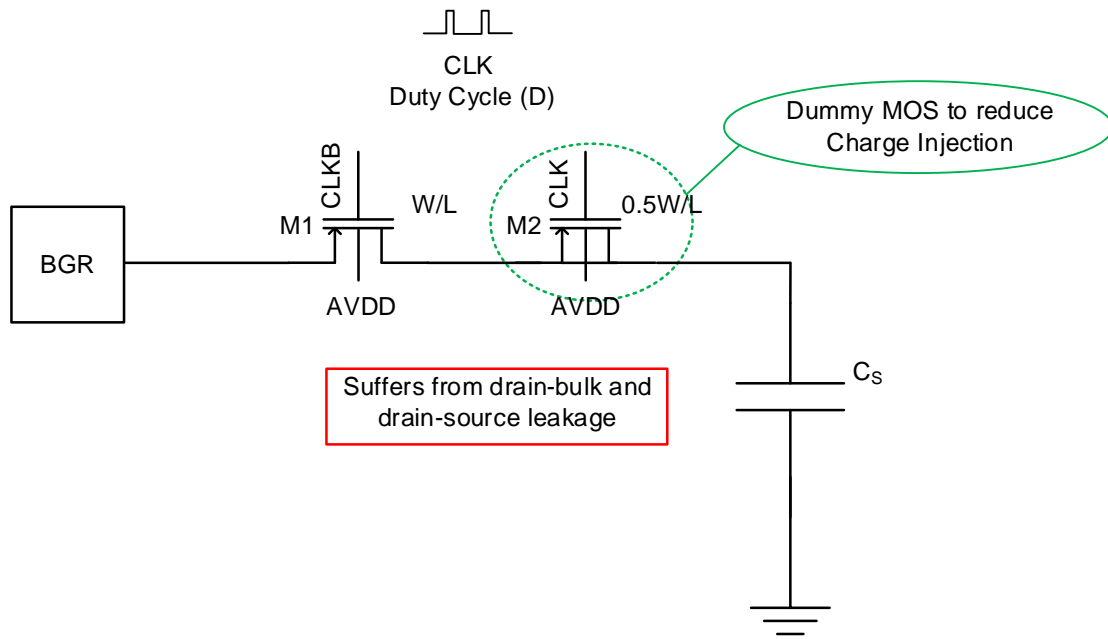 CLK
Duty Cycle (D)
Dummy MOS to reduce
Charge Injection
CLKB
W/L
CLK
0.5W/L
M1
M2
BGR
AVDD
AVDD
Suffers from drain-bulk and
drain-source leakage
CS